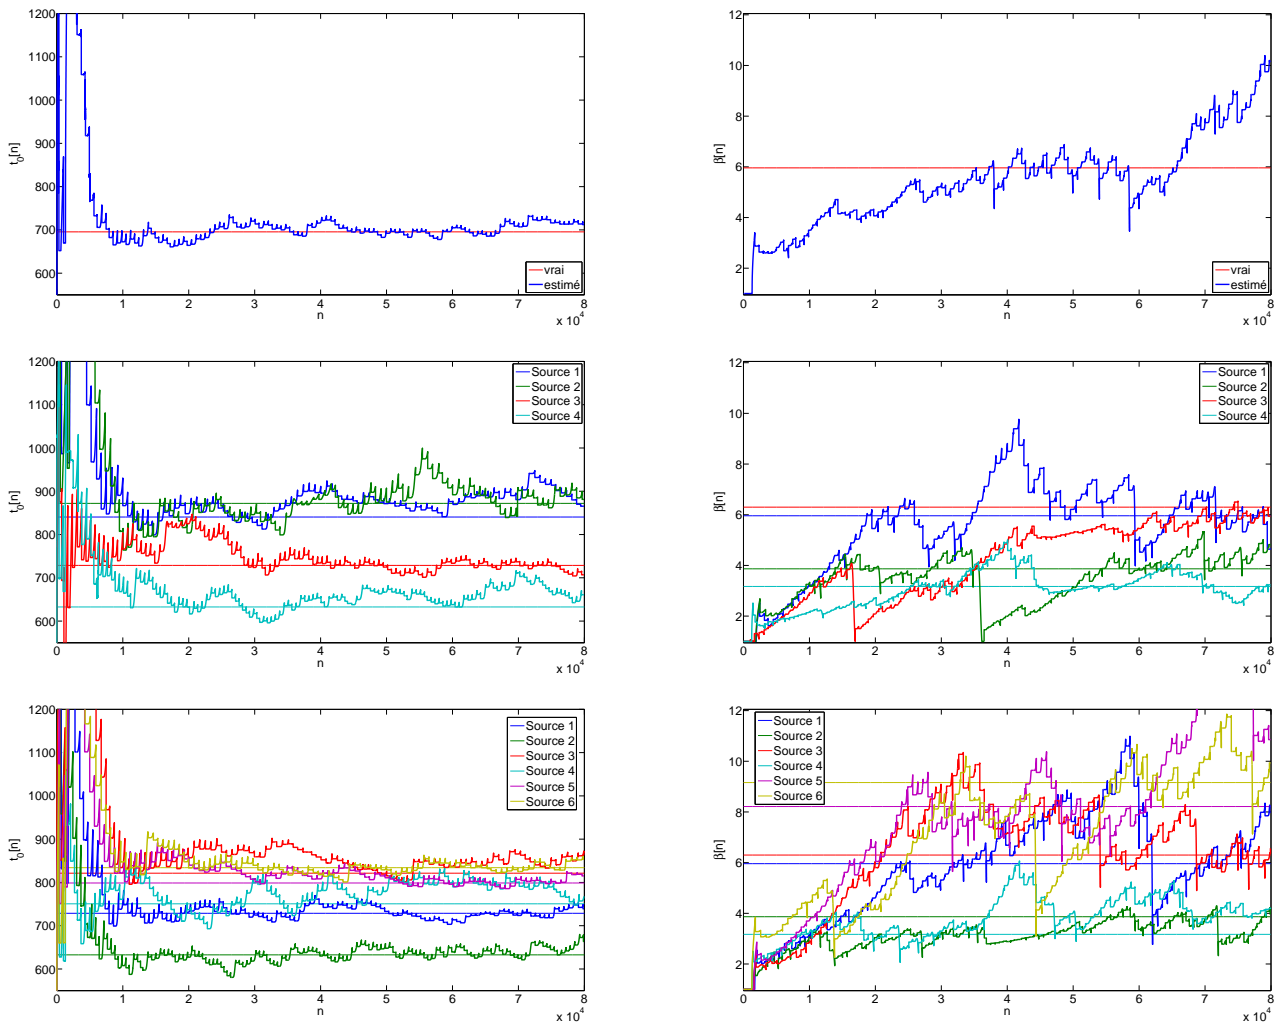 1200
1100
1000
900
800
700
600
t0[n]
vrai
estimé
0 1 2 3 4 5 6 7 8
n
x 10^4
12
10
8
6
4
2
β[n]
vrai
estimé
0 1 2 3 4 5 6 7 8
n
x 10^4
1200
1100
1000
900
800
700
600
t0[n]
Source 1
Source 2
Source 3
Source 4
0 1 2 3 4 5 6 7 8
n
x 10^4
12
10
8
6
4
2
β[n]
Source 1
Source 2
Source 3
Source 4
0 1 2 3 4 5 6 7 8
n
x 10^4
1200
1100
1000
900
800
700
600
t0[n]
Source 1
Source 2
Source 3
Source 4
Source 5
Source 6
0 1 2 3 4 5 6 7 8
n
x 10^4
12
10
8
6
4
2
β[n]
Source 1
Source 2
Source 3
Source 4
Source 5
Source 6
0 1 2 3 4 5 6 7 8
n
x 10^4